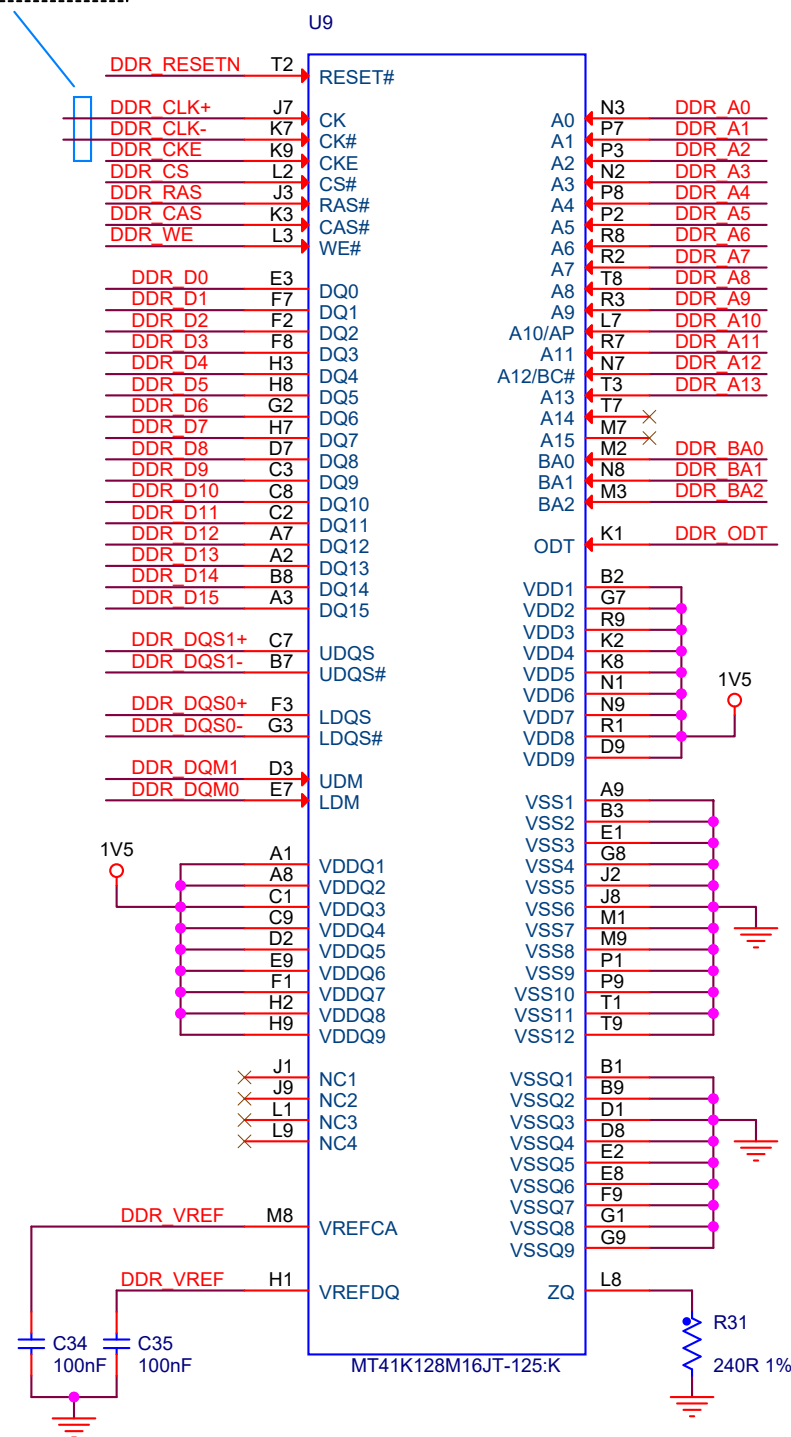 U9
DDR_RESETN T2 RESET#
DDR_CLK+ J7 CK
DDR_CLK- K7 CK#
DDR_CKE K9 CKE
DDR_CS L2 CS#
DDR_RAS J3 RAS#
DDR_CAS K3 CAS#
DDR_WE L3 WE#
DDR_D0 E3 DQ0
DDR_D1 F7 DQ1
DDR_D2 F2 DQ2
DDR_D3 F8 DQ3
DDR_D4 H3 DQ4
DDR_D5 H8 DQ5
DDR_D6 G2 DQ6
DDR_D7 H7 DQ7
DDR_D8 D7 DQ8
DDR_D9 C3 DQ9
DDR_D10 C8 DQ10
DDR_D11 C2 DQ11
DDR_D12 A7 DQ12
DDR_D13 A2 DQ13
DDR_D14 B8 DQ14
DDR_D15 A3 DQ15
DDR_DQS1+ C7 UDQS
DDR_DQS1- B7 UDQS#
DDR_DQS0+ F3 LDQS
DDR_DQS0- G3 LDQS#
DDR_DQM1 D3 UDM
DDR_DQM0 E7 LDM
1V5
A1 VDDQ1
A8 VDDQ2
C1 VDDQ3
C9 VDDQ4
D2 VDDQ5
E9 VDDQ6
F1 VDDQ7
H2 VDDQ8
H9 VDDQ9
J1 NC1
J9 NC2
L1 NC3
L9 NC4
DDR_VREF M8 VREFCA
DDR_VREF H1 VREFDQ
C34
100nF
C35
100nF
A0 N3 DDR_A0
A1 P7 DDR_A1
A2 P3 DDR_A2
A3 N2 DDR_A3
A4 P8 DDR_A4
A5 P2 DDR_A5
A6 R8 DDR_A6
A7 R2 DDR_A7
A8 T8 DDR_A8
A9 R3 DDR_A9
A10/AP L7 DDR_A10
A11 R7 DDR_A11
A12/BC# N7 DDR_A12
A13 T3 DDR_A13
A14 T7
A15 M7
BA0 M2 DDR_BA0
BA1 N8 DDR_BA1
BA2 M3 DDR_BA2
ODT K1 DDR_ODT
VDD1 B2
VDD2 G7
VDD3 R9
VDD4 K2
VDD5 K8
VDD6 N1
VDD7 N9
VDD8 R1
VDD9 D9
1V5
VSS1 A9
VSS2 B3
VSS3 E1
VSS4 G8
VSS5 J2
VSS6 J8
VSS7 M1
VSS8 M9
VSS9 P1
VSS10 P9
VSS11 T1
VSS12 T9
VSSQ1 B1
VSSQ2 B9
VSSQ3 D1
VSSQ4 D8
VSSQ5 E2
VSSQ6 E8
VSSQ7 F9
VSSQ8 G1
VSSQ9 G9
ZQ L8
R31
240R 1%
MT41K128M16JT-125:K